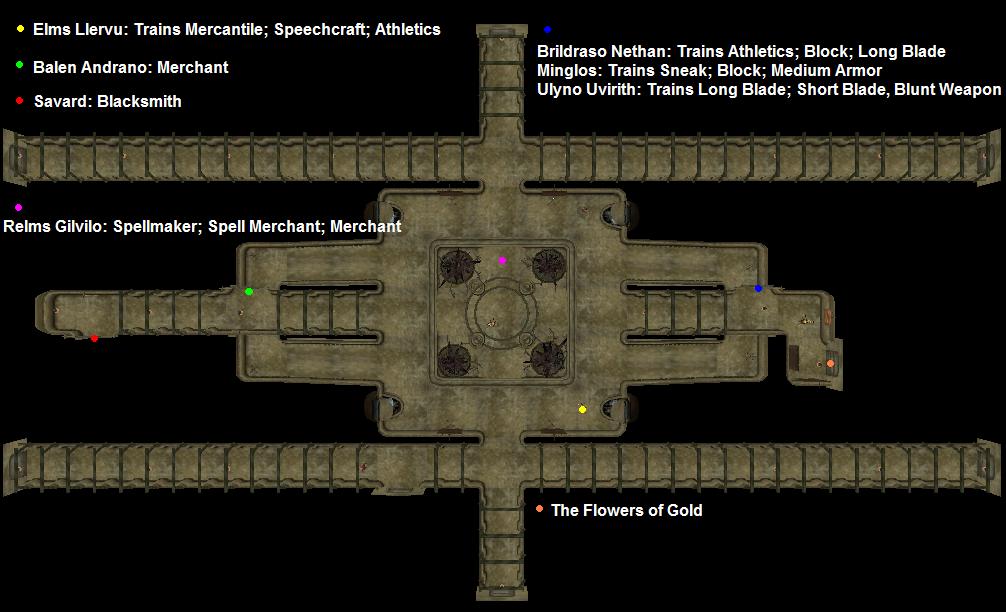 Elms Llervu: Trains Mercantile; Speechcraft; Athletics
Balen Andrano: Merchant
Savard: Blacksmith
Brildraso Nethan: Trains Athletics; Block; Long Blade
Minglos: Trains Sneak; Block; Medium Armor
Ulyno Uvirith: Trains Long Blade; Short Blade, Blunt Weapon
Relms Gilvilo: Spellmaker; Spell Merchant; Merchant
The Flowers of Gold